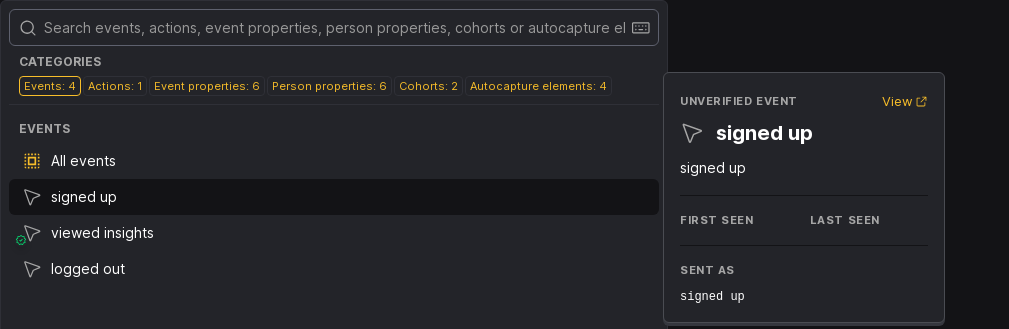 Search events, actions, event properties, person properties, cohorts or autocapture el
CATEGORIES
Events: 4 Actions: 1 Event properties: 6 Person properties: 6 Cohorts: 2 Autocapture elements: 4
EVENTS
All events
signed up
viewed insights
logged out
UNVERIFIED EVENT View
signed up
signed up
FIRST SEEN LAST SEEN
SENT AS
signed up